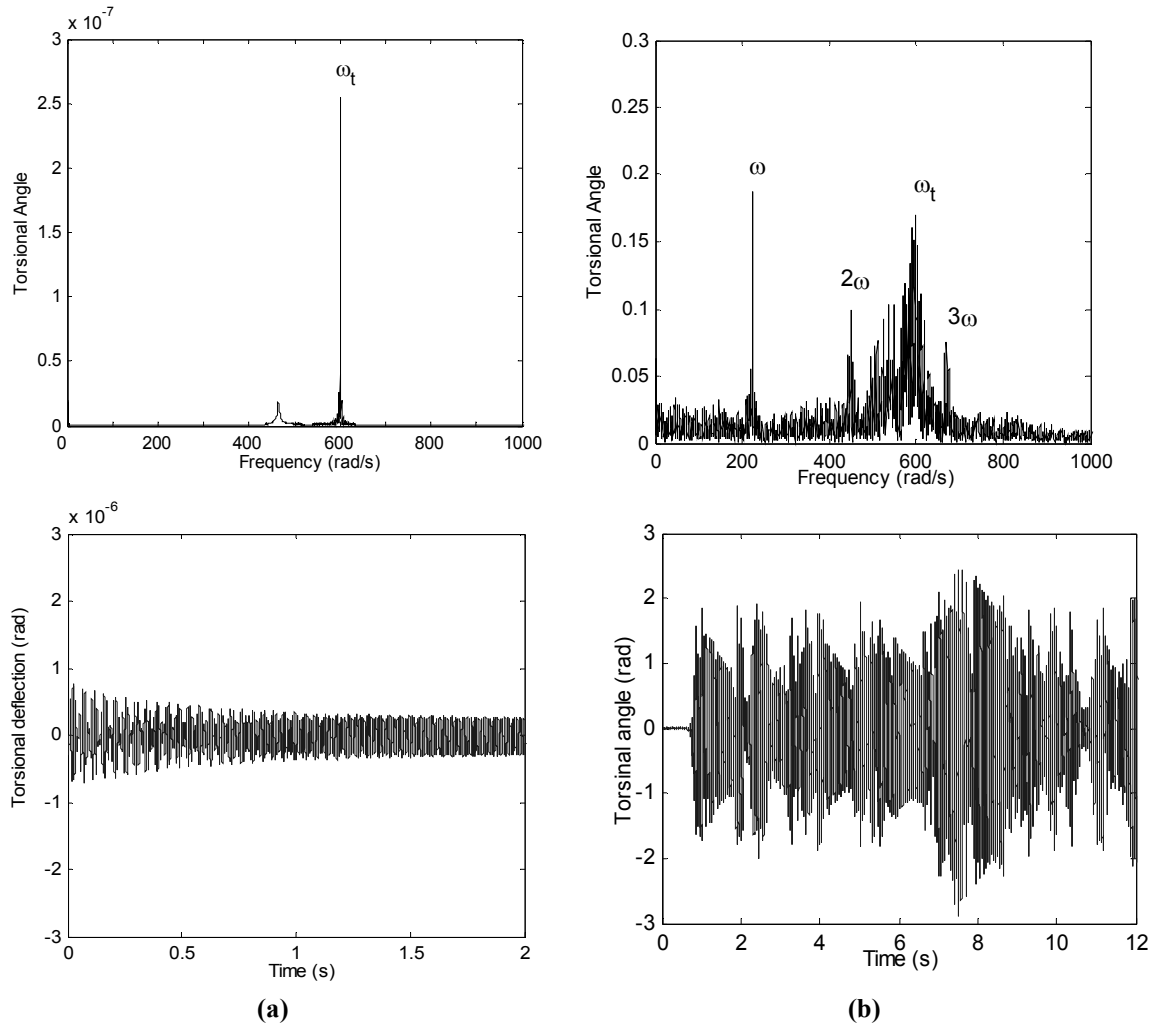 x 10-7
3
2.5
2
1.5
1
0.5
0
Torsional Angle
ωt
0 200 400 600 800 1000
Frequency (rad/s)
0.3
0.25
0.2
0.15
0.1
0.05
0
Torsional Angle
ω
2ω
ωt
3ω
0 200 400 600 800 1000
Frequency (rad/s)
x 10-6
3
2
1
0
-1
-2
-3
Torsional deflection (rad)
0 0.5 1 1.5 2
Time (s)
(a)
3
2
1
0
-1
-2
-3
Torsinal angle (rad)
0 2 4 6 8 10 12
Time (s)
(b)